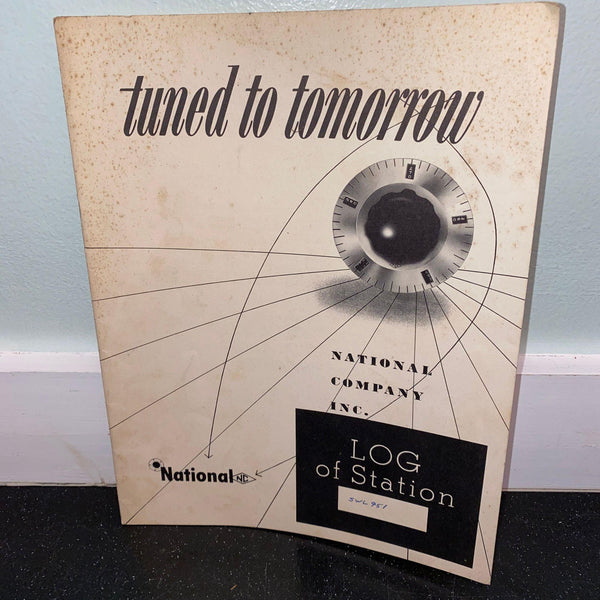 tuned to tomorrow
NATIONAL
COMPANY
INC.
National NC
LOG
of Station
SWL 951